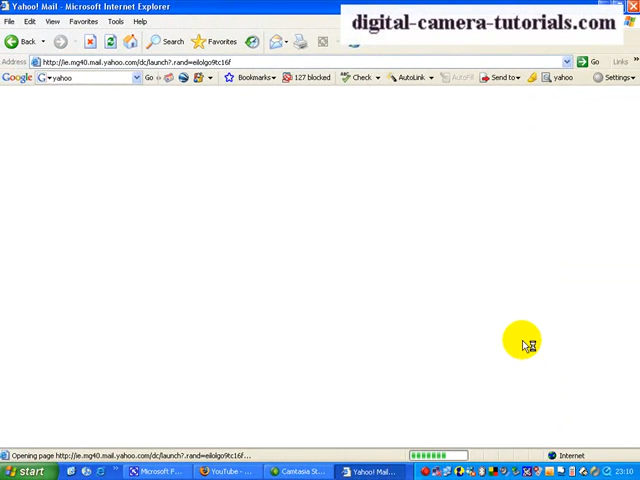 Yahoo! Mail - Microsoft Internet Explorer
digital-camera-tutorials.com
File Edit View Favorites Tools Help
Back Search Favorites
Address http://ie.mg40.mail.yahoo.com/dc/launch?.rand=eilolgo9tc16f Go Links »
Google G yahoo Go Bookmarks 127 blocked Check AutoLink AutoFill Send to yahoo Settings
Opening page http://ie.mg40.mail.yahoo.com/dc/launch?.rand=eilolgo9tc16f... Internet
start » Microsoft F... YouTube - ... Camtasia St... Yahoo! Mail... 23:10